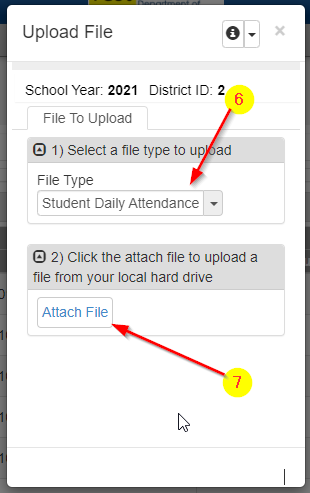 Department of
Upload File
×
School Year: 2021 District ID: 2
6
File To Upload
1) Select a file type to upload
File Type
Student Daily Attendance
2) Click the attach file to upload a
file from your local hard drive
Attach File
7